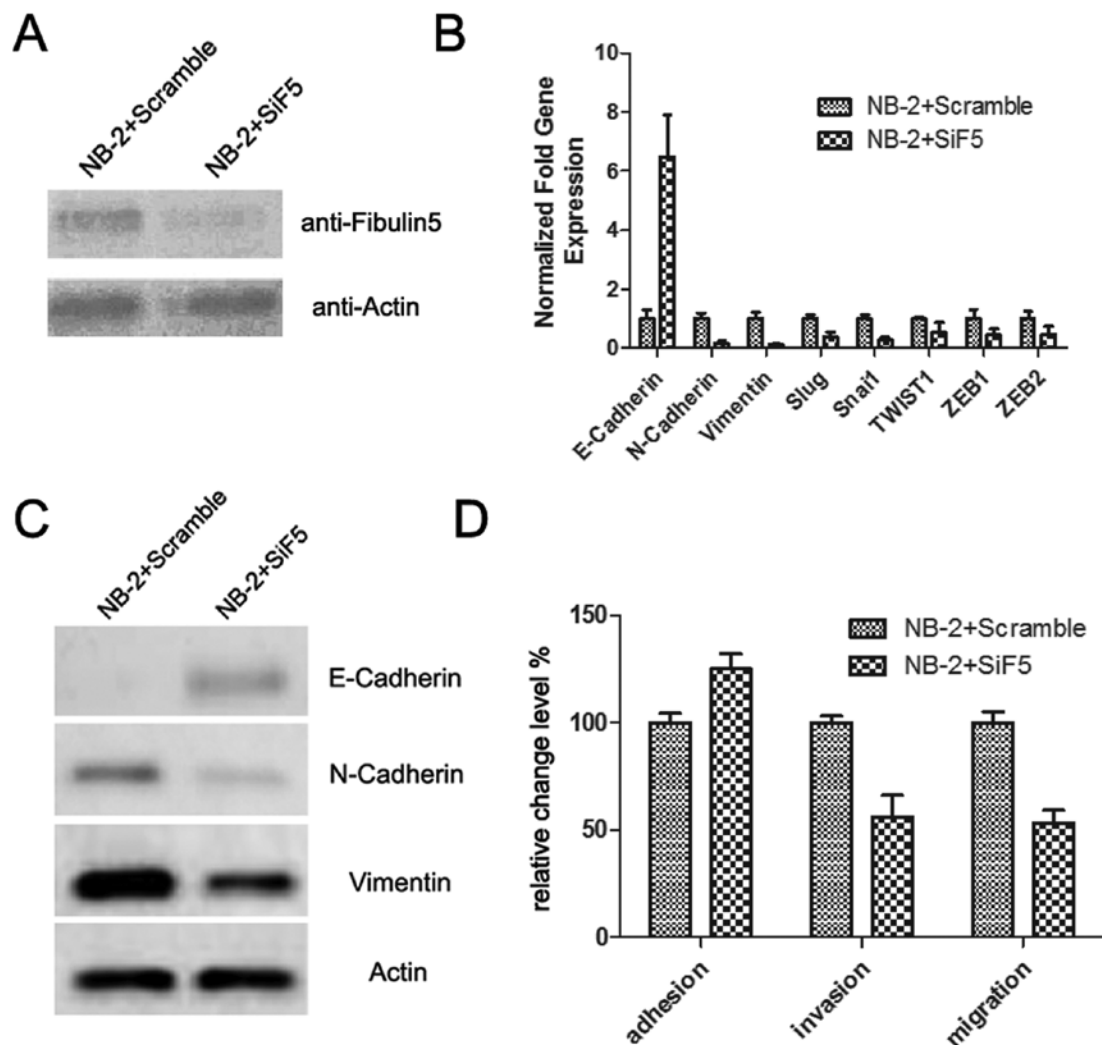 A
NB-2+Scramble
NB-2+SiF5
anti-Fibulin5
anti-Actin
B
Normalized Fold Gene
Expression
10
8
6
4
2
0
NB-2+Scramble
NB-2+SiF5
E-Cadherin
N-Cadherin
Vimentin
Slug
Snai1
TWIST1
ZEB1
ZEB2
C
NB-2+Scramble
NB-2+SiF5
E-Cadherin
N-Cadherin
Vimentin
Actin
D
relative change level %
150
100
50
0
NB-2+Scramble
NB-2+SiF5
adhesion
invasion
migration